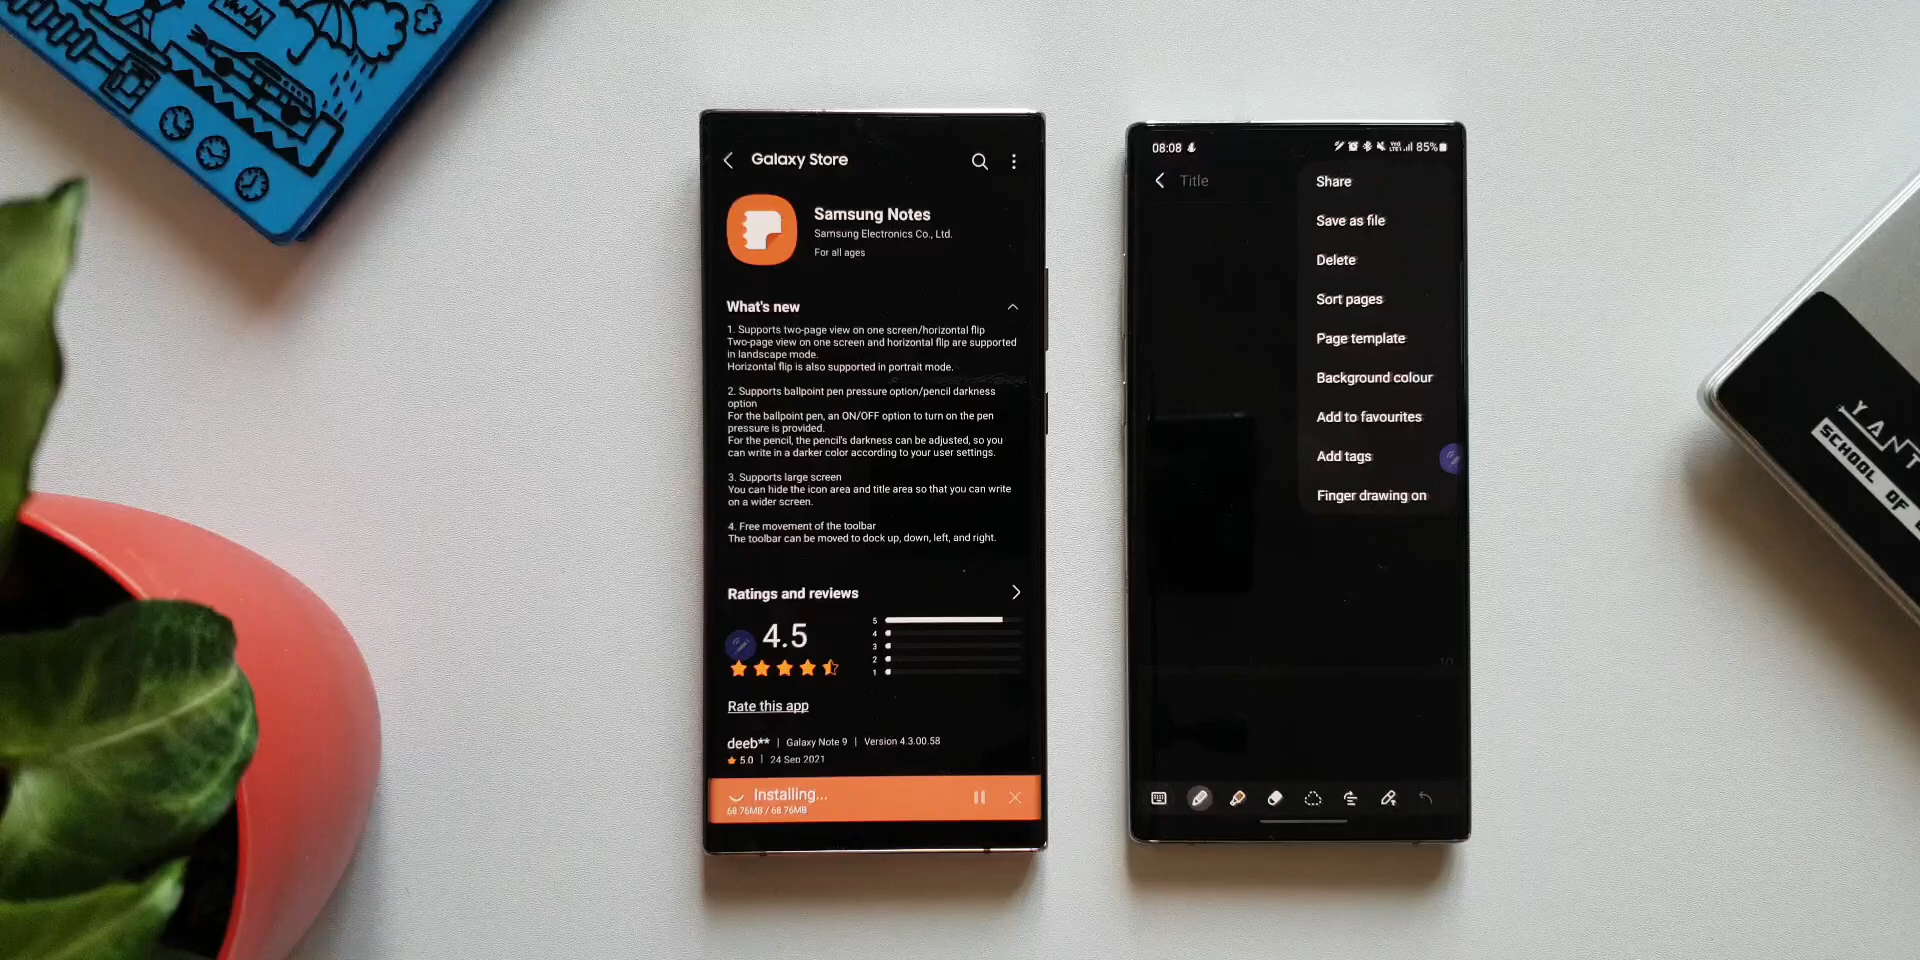 Galaxy Store
Samsung Notes
Samsung Electronics Co., Ltd.
For all ages
What's new
1. Supports two-page view on one screen/horizontal flip
Two-page view on one screen and horizontal flip are supported
in landscape mode.
Horizontal flip is also supported in portrait mode.
2. Supports ballpoint pen pressure option/pencil darkness
option
For the ballpoint pen, an ON/OFF option to turn on the pen
pressure is provided.
For the pencil, the pencil's darkness can be adjusted, so you
can write in a darker color according to your user settings.
3. Supports large screen
You can hide the icon area and title area so that you can write
on a wider screen.
4. Free movement of the toolbar
The toolbar can be moved to dock up, down, left, and right.
Ratings and reviews
4.5
5
4
3
2
1
Rate this app
deeb** | Galaxy Note 9 | Version 4.3.00.58
5.0 | 24 Sep 2021
Installing...
68.76MB / 68.76MB
08:08
85%
Title
Share
Save as file
Delete
Sort pages
Page template
Background colour
Add to favourites
Add tags
Finger drawing on
1/1
YANT
SCHOOL OF